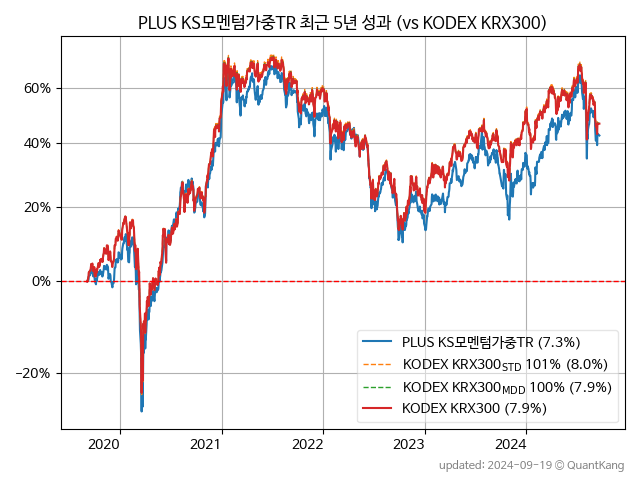 PLUS KS모멘텀가중TR 최근 5년 성과 (vs KODEX KRX300)
60%
40%
20%
0%
−20%
PLUS KS모멘텀가중TR (7.3%)
KODEX KRX300STD 101% (8.0%)
KODEX KRX300MDD 100% (7.9%)
KODEX KRX300 (7.9%)
2020 2021 2022 2023 2024
updated: 2024-09-19 © QuantKang